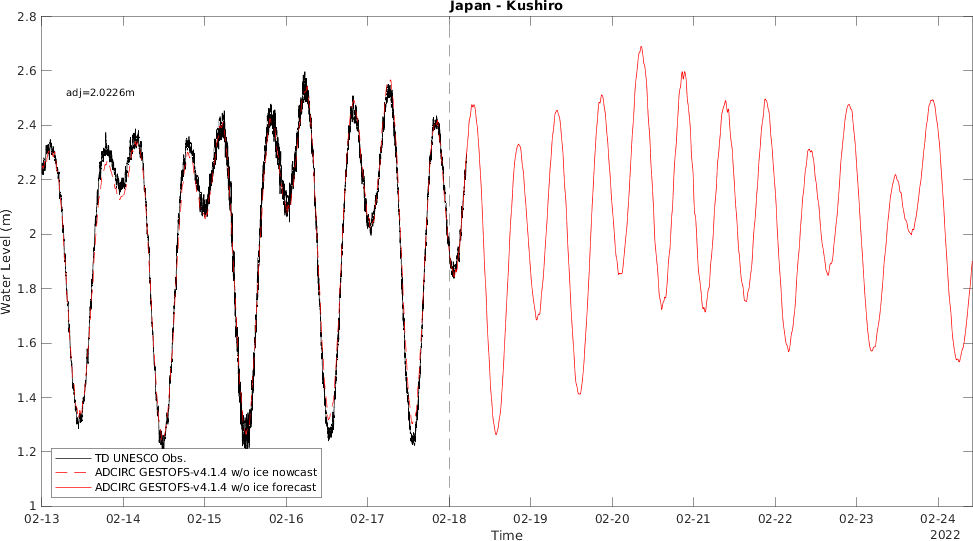 Japan - Kushiro
2.8
2.6
2.4
2.2
2
1.8
1.6
1.4
1.2
1
Water Level (m)
adj=2.0226m
TD UNESCO Obs.
ADCIRC GESTOFS-v4.1.4 w/o ice nowcast
ADCIRC GESTOFS-v4.1.4 w/o ice forecast
02-13 02-14 02-15 02-16 02-17 02-18 02-19 02-20 02-21 02-22 02-23 02-24
2022
Time